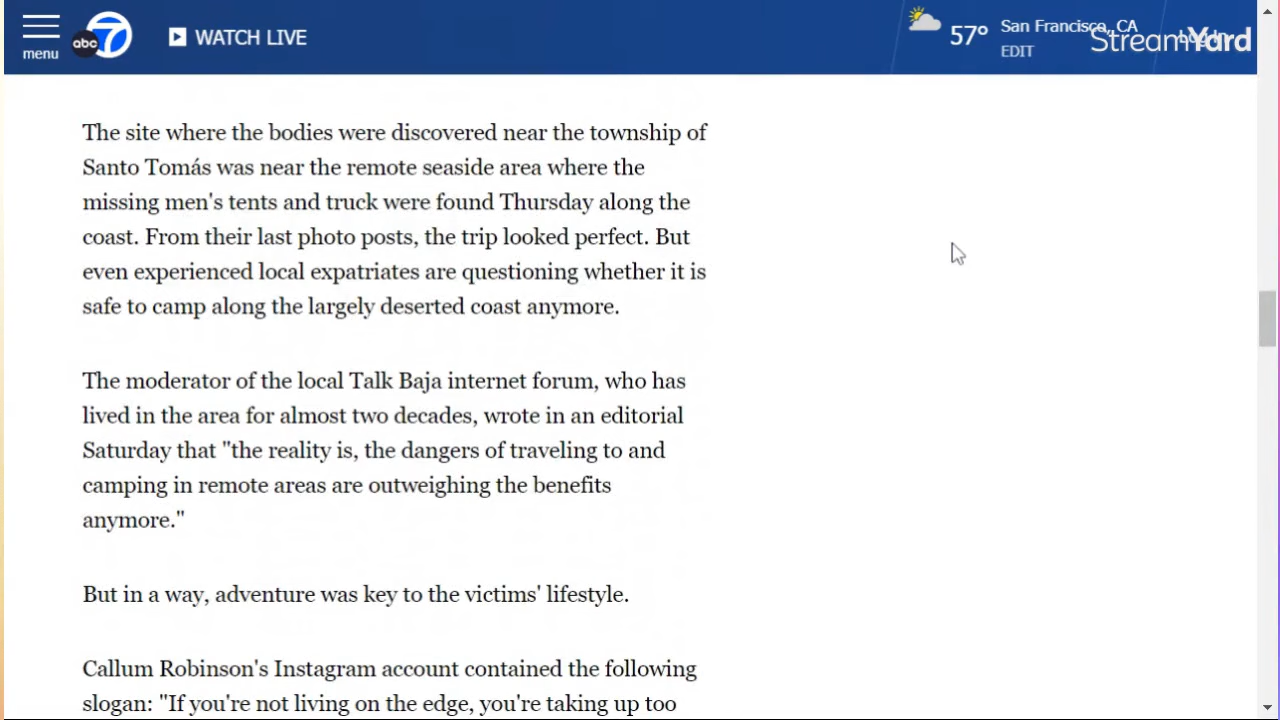 menu
abc 7
WATCH LIVE
57°
San Francisco, CA
EDIT
StreamYard
The site where the bodies were discovered near the township of
Santo Tomás was near the remote seaside area where the
missing men's tents and truck were found Thursday along the
coast. From their last photo posts, the trip looked perfect. But
even experienced local expatriates are questioning whether it is
safe to camp along the largely deserted coast anymore.
The moderator of the local Talk Baja internet forum, who has
lived in the area for almost two decades, wrote in an editorial
Saturday that "the reality is, the dangers of traveling to and
camping in remote areas are outweighing the benefits
anymore."
But in a way, adventure was key to the victims' lifestyle.
Callum Robinson's Instagram account contained the following
slogan: "If you're not living on the edge, you're taking up too